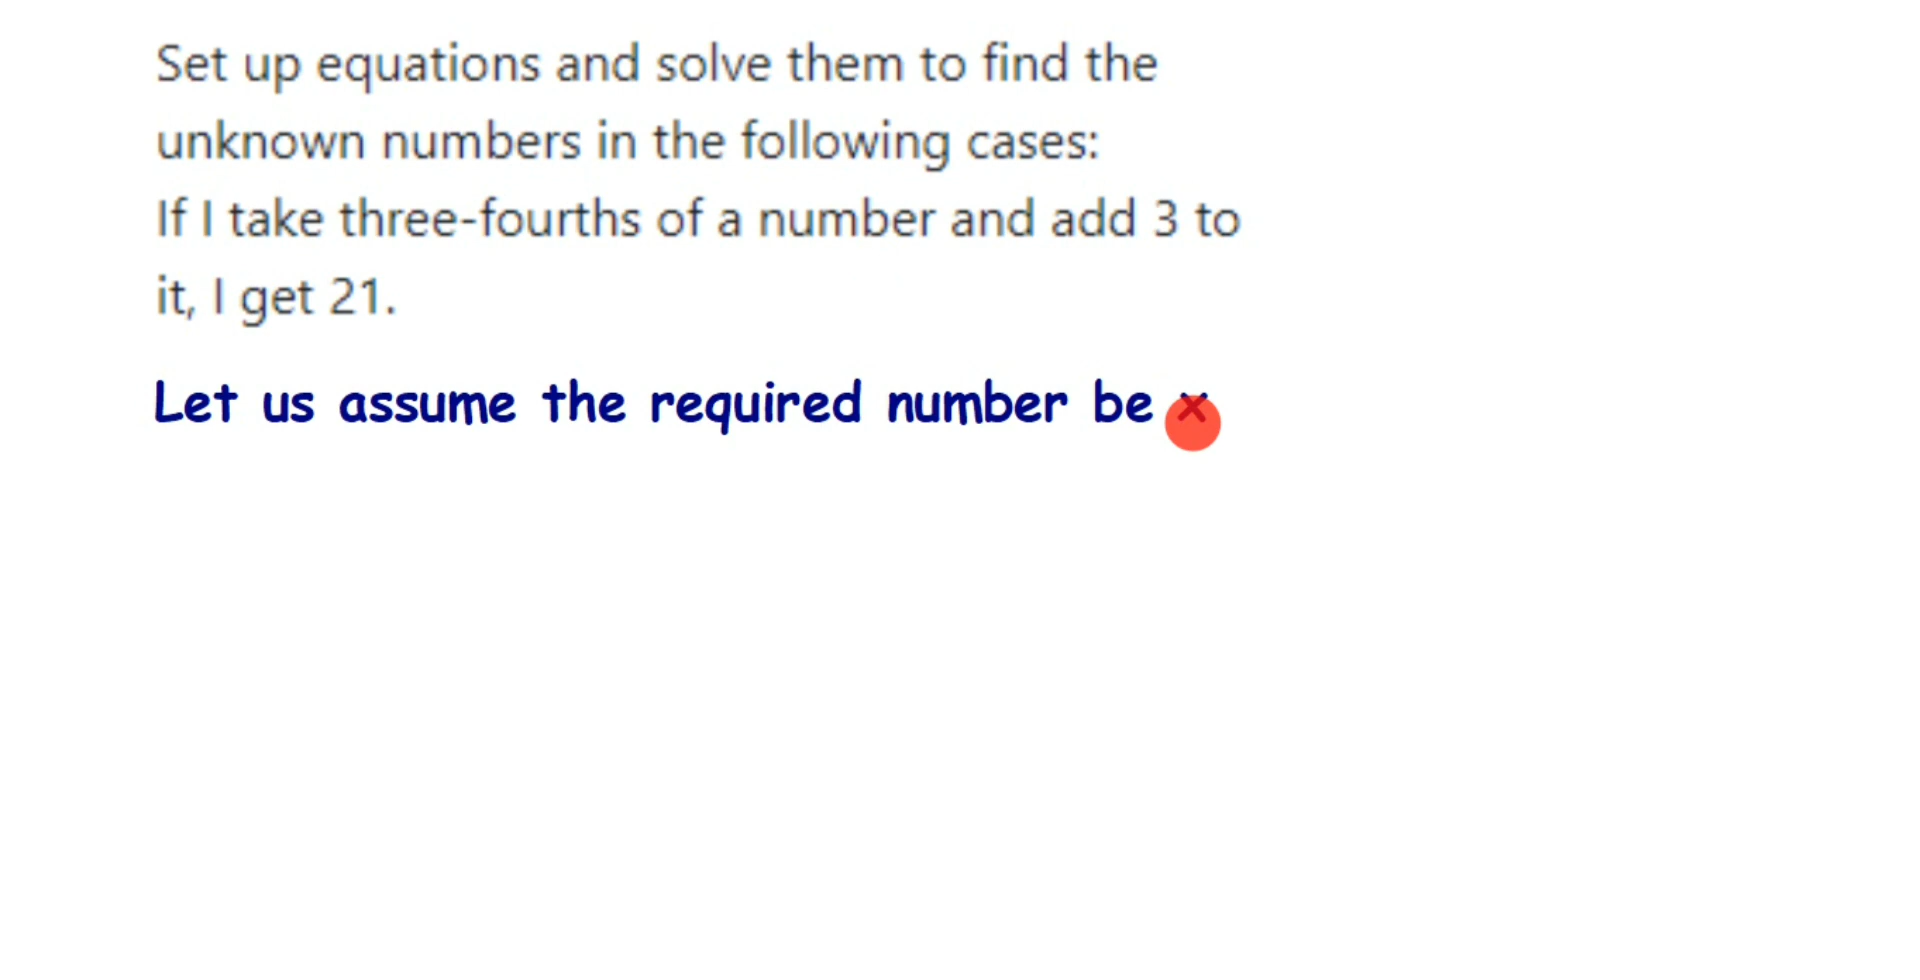 Set up equations and solve them to find the
unknown numbers in the following cases:
If I take three-fourths of a number and add 3 to
it, I get 21.
Let us assume the required number be x